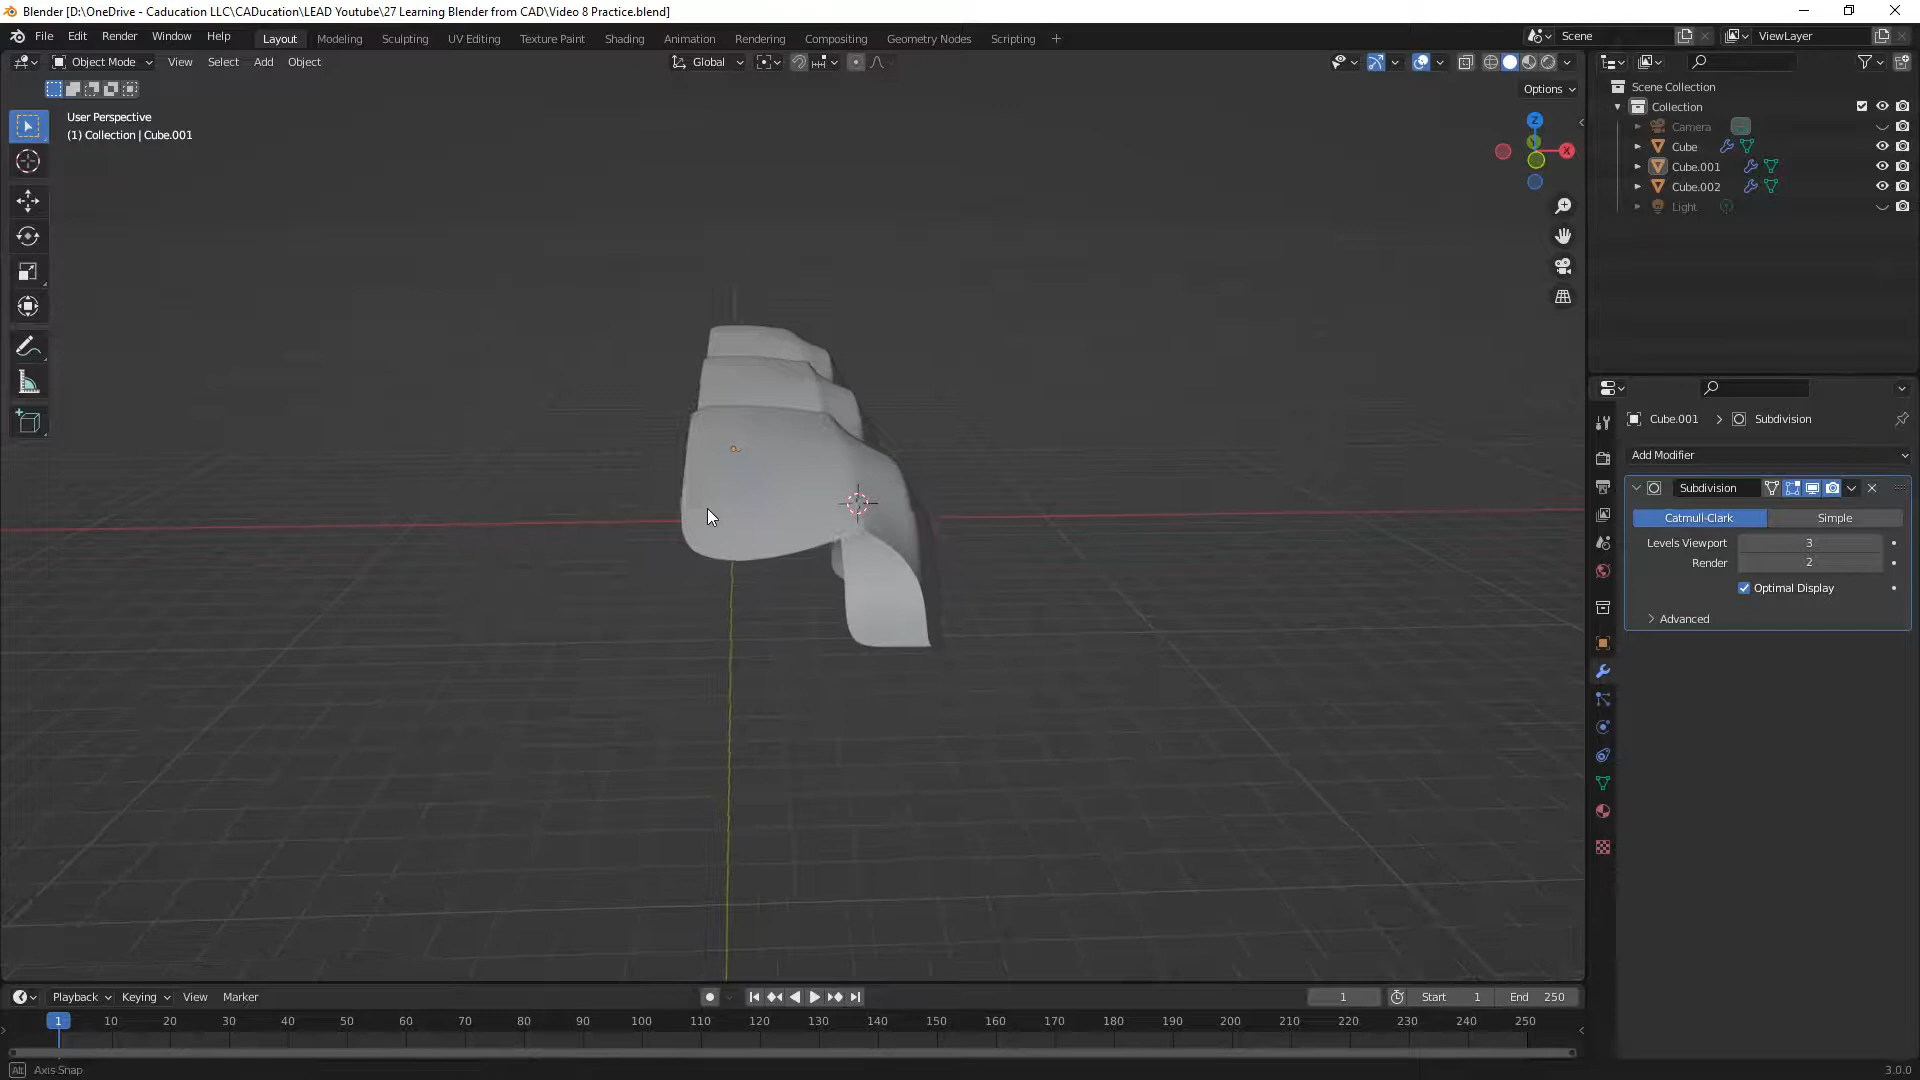 Blender [D:\OneDrive - Caducation LLC\CADucation\LEAD Youtube\27 Learning Blender from CAD\Video 8 Practice.blend]
File Edit Render Window Help Layout Modeling Sculpting UV Editing Texture Paint Shading Animation Rendering Compositing Geometry Nodes Scripting + Scene ViewLayer
Object Mode View Select Add Object Global
Options
User Perspective
(1) Collection | Cube.001
Z
Y
X
Scene Collection
Collection
Camera
Cube
Cube.001
Cube.002
Light
Cube.001 > Subdivision
Add Modifier
Subdivision
Catmull-Clark Simple
Levels Viewport 3
Render 2
Optimal Display
Advanced
Playback Keying View Marker 1 Start 1 End 250
1 10 20 30 40 50 60 70 80 90 100 110 120 130 140 150 160 170 180 190 200 210 220 230 240 250
Alt Axis Snap 3.0.0